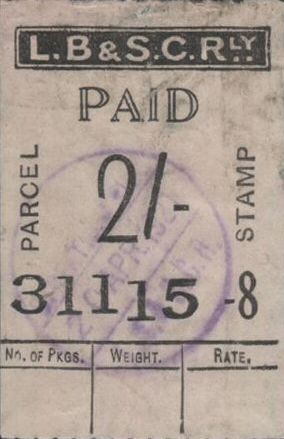 L.B&S.C.RLY.
PAID
PARCEL
2/-
STAMP
31115 -8
No. OF PKGS. WEIGHT. RATE.